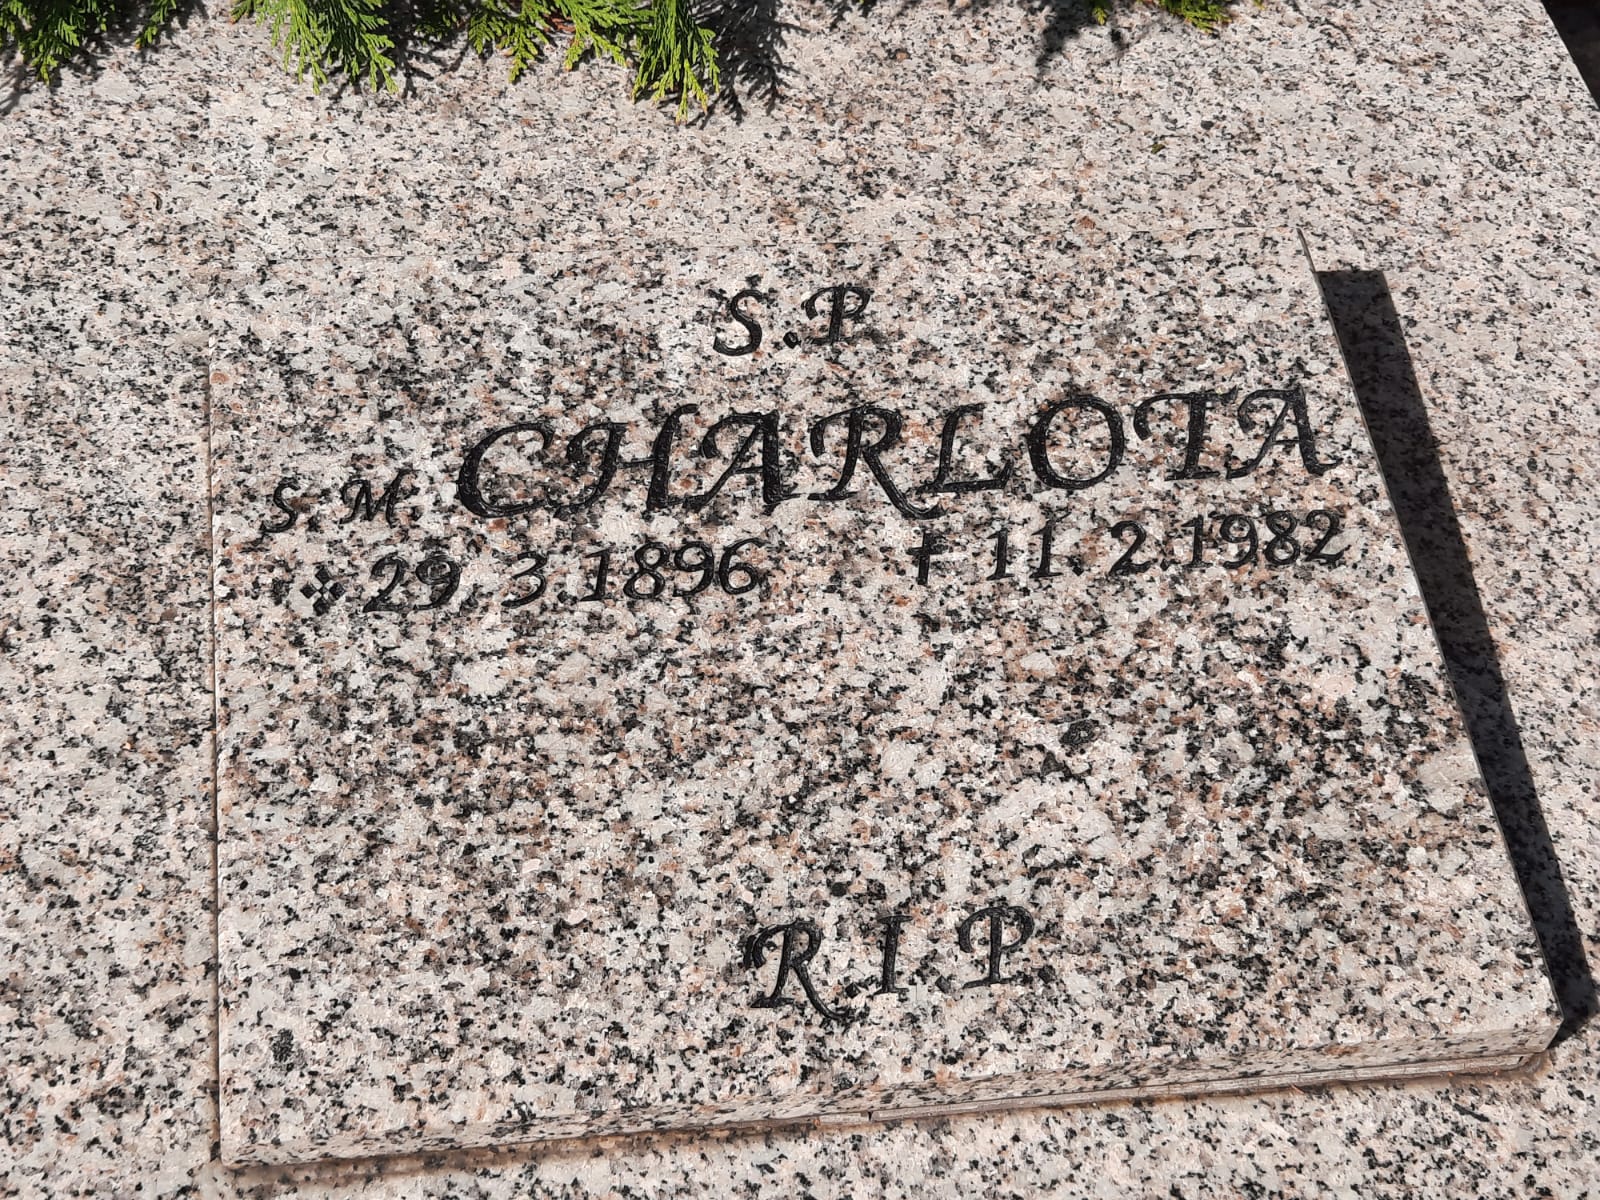 Ś.P
S.M. CHARLOTA
29.3.1896 † 11.2.1982
R.I.P